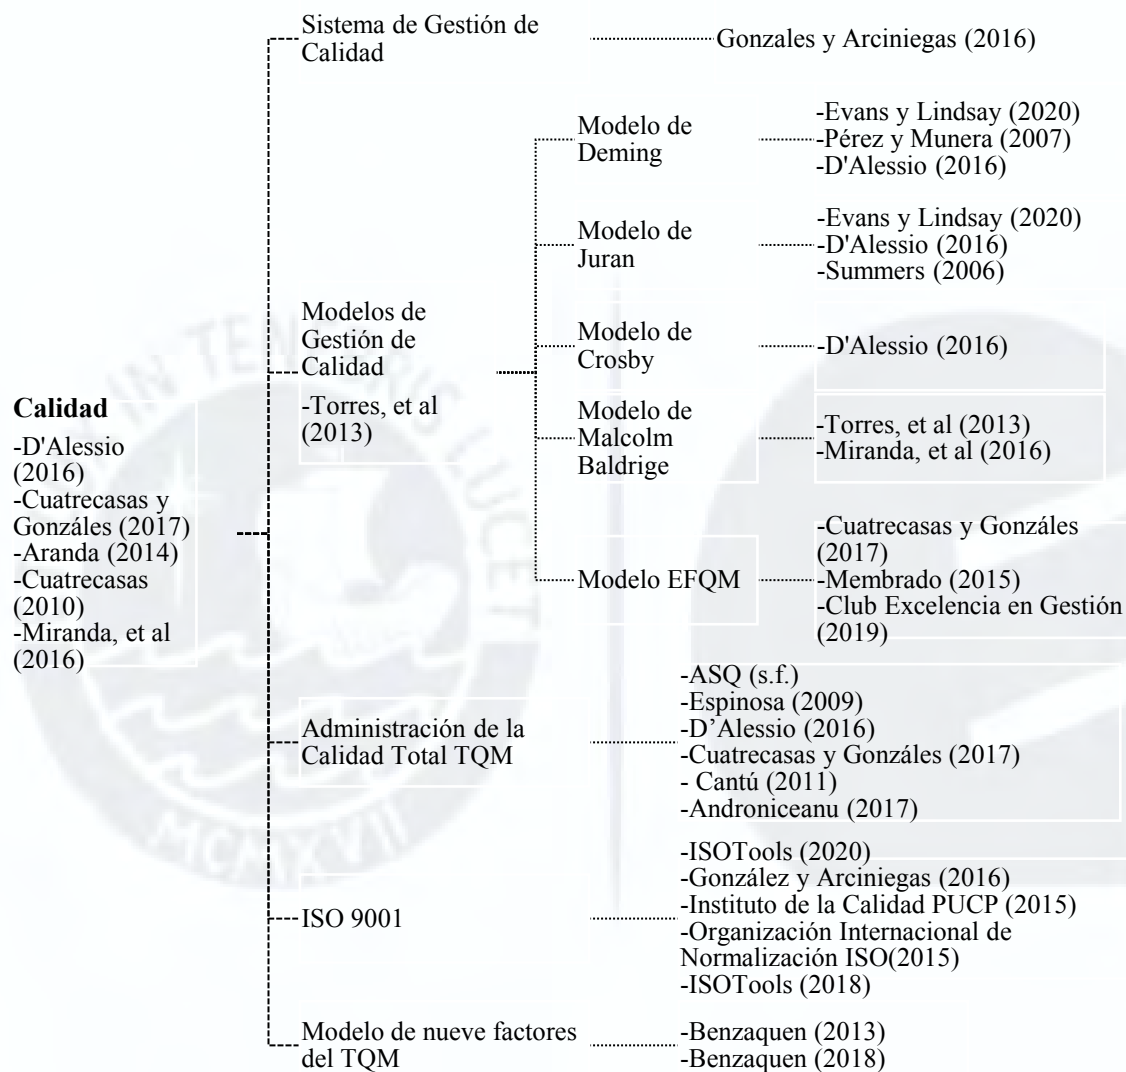 Sistema de Gestión de
Calidad
Gonzales y Arciniegas (2016)
Modelo de
Deming
-Evans y Lindsay (2020)
-Pérez y Munera (2007)
-D'Alessio (2016)
Modelo de
Juran
-Evans y Lindsay (2020)
-D'Alessio (2016)
-Summers (2006)
Modelos de
Gestión de
Calidad
-Torres, et al
(2013)
Modelo de
Crosby
-D'Alessio (2016)
Calidad
-D'Alessio
(2016)
-Cuatrecasas y
Gonzáles (2017)
-Aranda (2014)
-Cuatrecasas
(2010)
-Miranda, et al
(2016)
Modelo de
Malcolm
Baldrige
-Torres, et al (2013)
-Miranda, et al (2016)
Modelo EFQM
-Cuatrecasas y Gonzáles
(2017)
-Membrado (2015)
-Club Excelencia en Gestión
(2019)
Administración de la
Calidad Total TQM
-ASQ (s.f.)
-Espinosa (2009)
-D’Alessio (2016)
-Cuatrecasas y Gonzáles (2017)
- Cantú (2011)
-Androniceanu (2017)
ISO 9001
-ISOTools (2020)
-González y Arciniegas (2016)
-Instituto de la Calidad PUCP (2015)
-Organización Internacional de
Normalización ISO(2015)
-ISOTools (2018)
Modelo de nueve factores
del TQM
-Benzaquen (2013)
-Benzaquen (2018)
IN TENEBRIS LUCET
MCMXVII